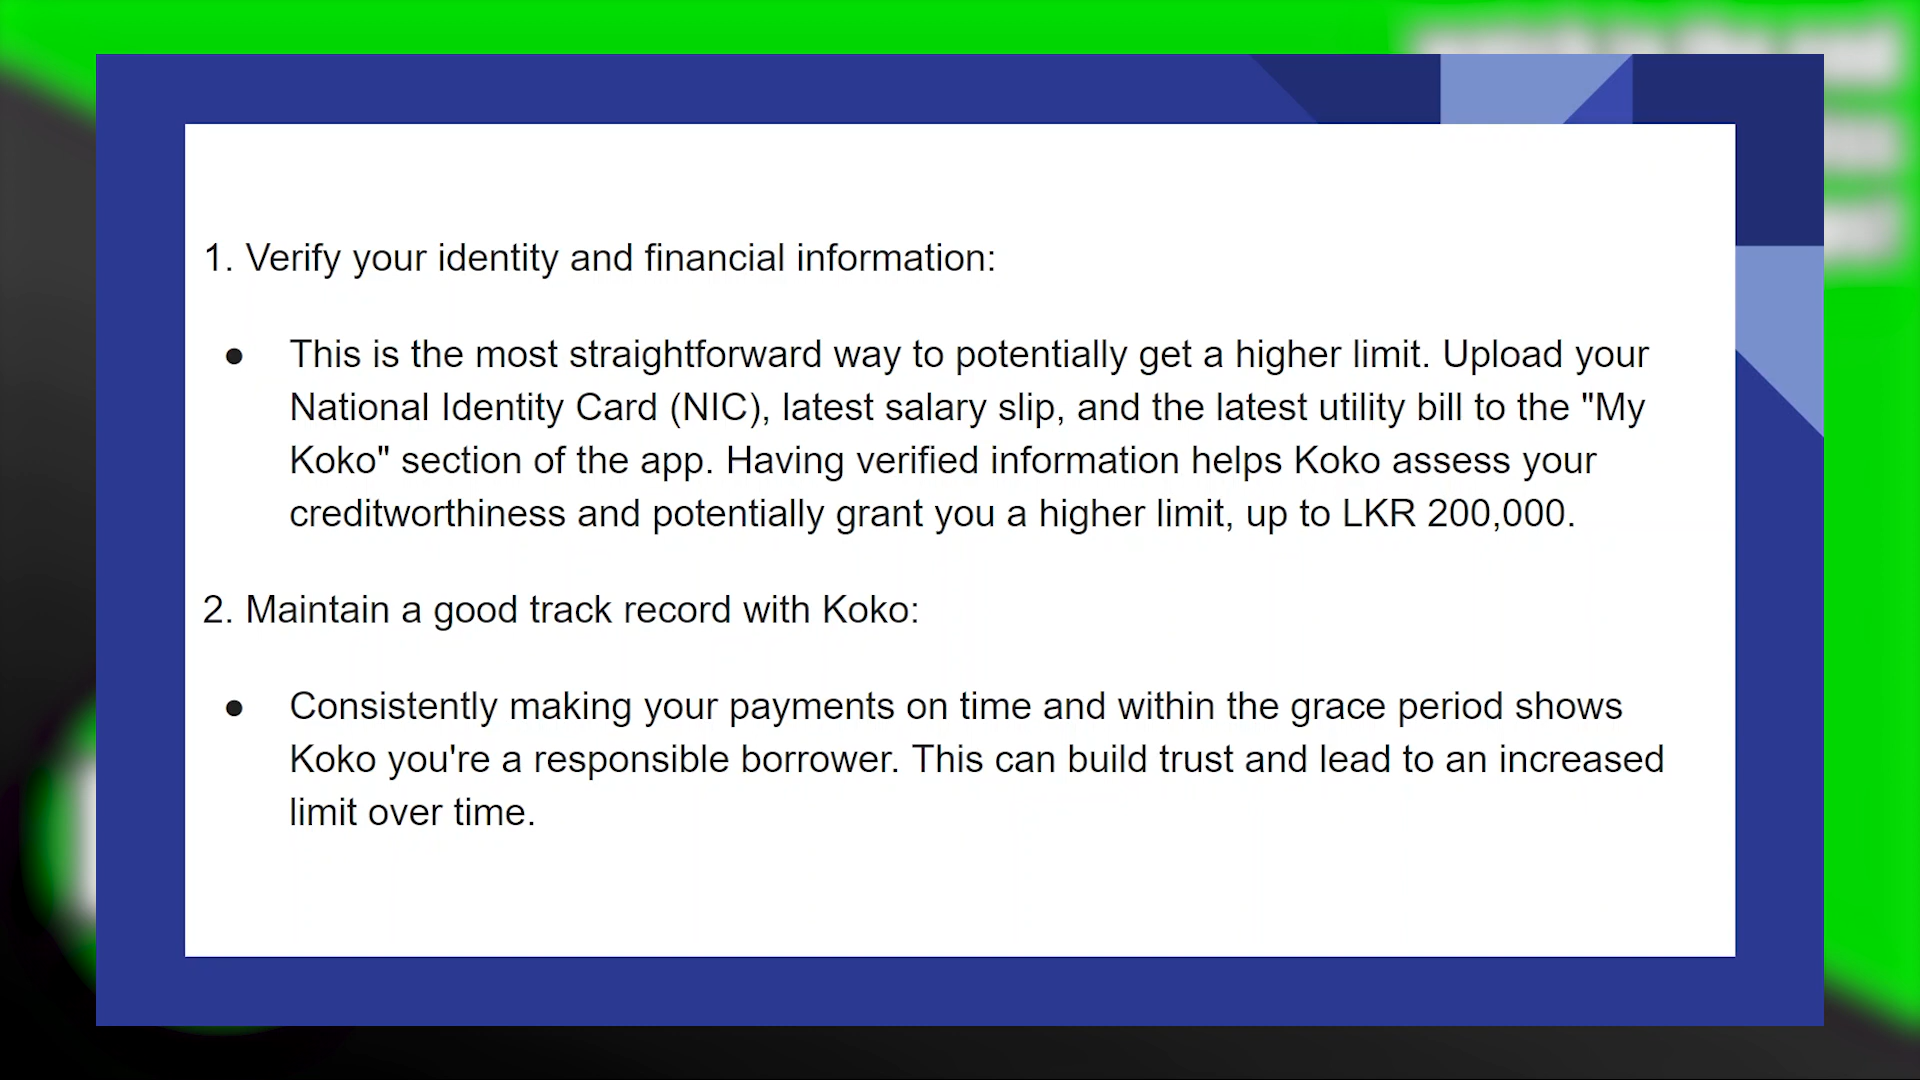 1. Verify your identity and financial information:
● This is the most straightforward way to potentially get a higher limit. Upload your
National Identity Card (NIC), latest salary slip, and the latest utility bill to the "My
Koko" section of the app. Having verified information helps Koko assess your
creditworthiness and potentially grant you a higher limit, up to LKR 200,000.
2. Maintain a good track record with Koko:
● Consistently making your payments on time and within the grace period shows
Koko you're a responsible borrower. This can build trust and lead to an increased
limit over time.